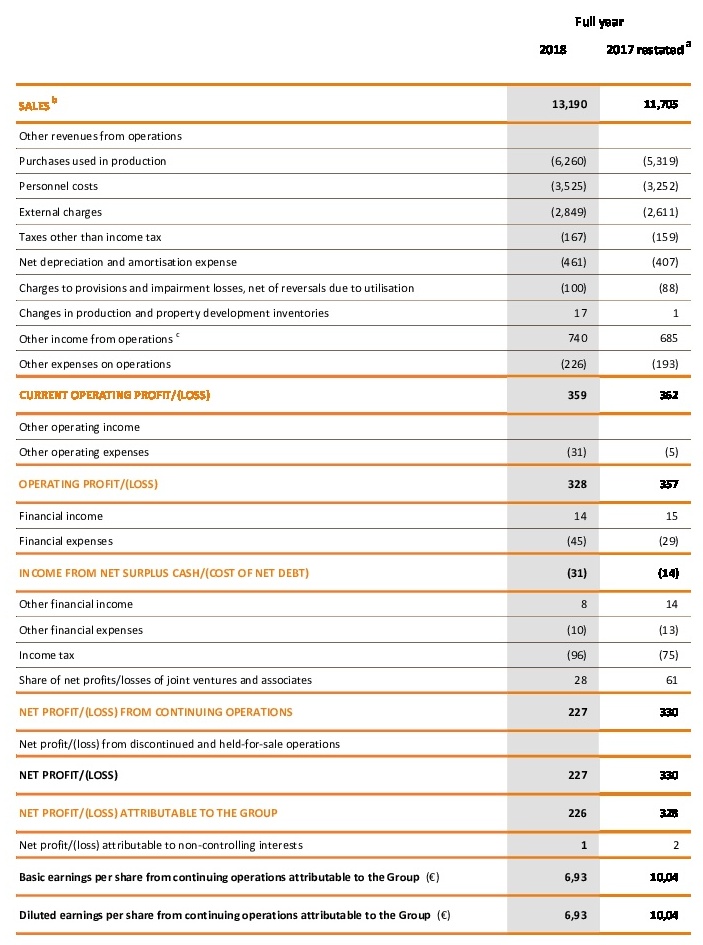 Full year
2018 2017 restated a
SALES b 13,190 11,705
Other revenues from operations
Purchases used in production (6,260) (5,319)
Personnel costs (3,525) (3,252)
External charges (2,849) (2,611)
Taxes other than income tax (167) (159)
Net depreciation and amortisation expense (461) (407)
Charges to provisions and impairment losses, net of reversals due to utilisation (100) (88)
Changes in production and property development inventories 17 1
Other income from operations c 740 685
Other expenses on operations (226) (193)
CURRENT OPERATING PROFIT/(LOSS) 359 362
Other operating income
Other operating expenses (31) (5)
OPERATING PROFIT/(LOSS) 328 357
Financial income 14 15
Financial expenses (45) (29)
INCOME FROM NET SURPLUS CASH/(COST OF NET DEBT) (31) (14)
Other financial income 8 14
Other financial expenses (10) (13)
Income tax (96) (75)
Share of net profits/losses of joint ventures and associates 28 61
NET PROFIT/(LOSS) FROM CONTINUING OPERATIONS 227 330
Net profit/(loss) from discontinued and held-for-sale operations
NET PROFIT/(LOSS) 227 330
NET PROFIT/(LOSS) ATTRIBUTABLE TO THE GROUP 226 328
Net profit/(loss) attributable to non-controlling interests 1 2
Basic earnings per share from continuing operations attributable to the Group (€) 6,93 10,04
Diluted earnings per share from continuing operations attributable to the Group (€) 6,93 10,04